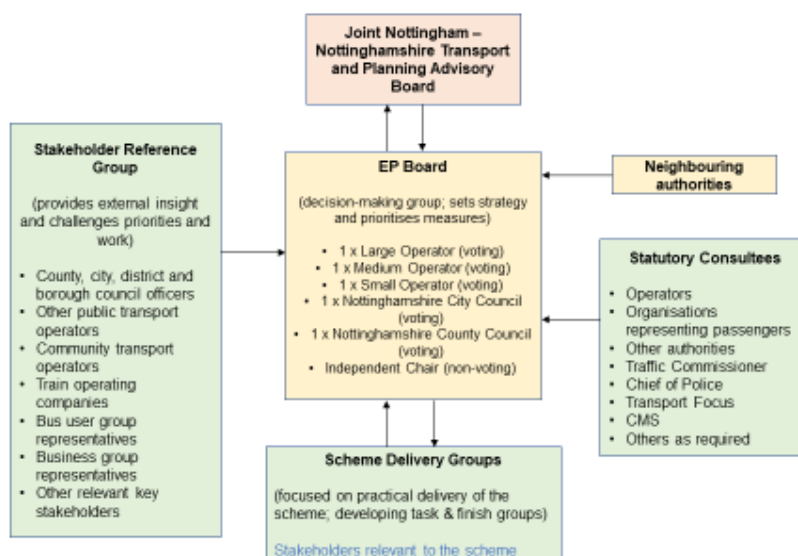 Joint Nottingham –
Nottinghamshire Transport
and Planning Advisory
Board
Stakeholder Reference
Group
(provides external insight
and challenges priorities and
work)
• County, city, district and
borough council officers
• Other public transport
operators
• Community transport
operators
• Train operating
companies
• Bus user group
representatives
• Business group
representatives
• Other relevant key
stakeholders
EP Board
(decision-making group; sets strategy
and prioritises measures)
• 1 x Large Operator (voting)
• 1 x Medium Operator (voting)
• 1 x Small Operator (voting)
• 1 x Nottinghamshire City Council
(voting)
• 1 x Nottinghamshire County Council
(voting)
• Independent Chair (non-voting)
Neighbouring
authorities
Statutory Consultees
• Operators
• Organisations
representing passengers
• Other authorities
• Traffic Commissioner
• Chief of Police
• Transport Focus
• CMS
• Others as required
Scheme Delivery Groups
(focused on practical delivery of the
scheme; developing task & finish groups)
Stakeholders relevant to the scheme